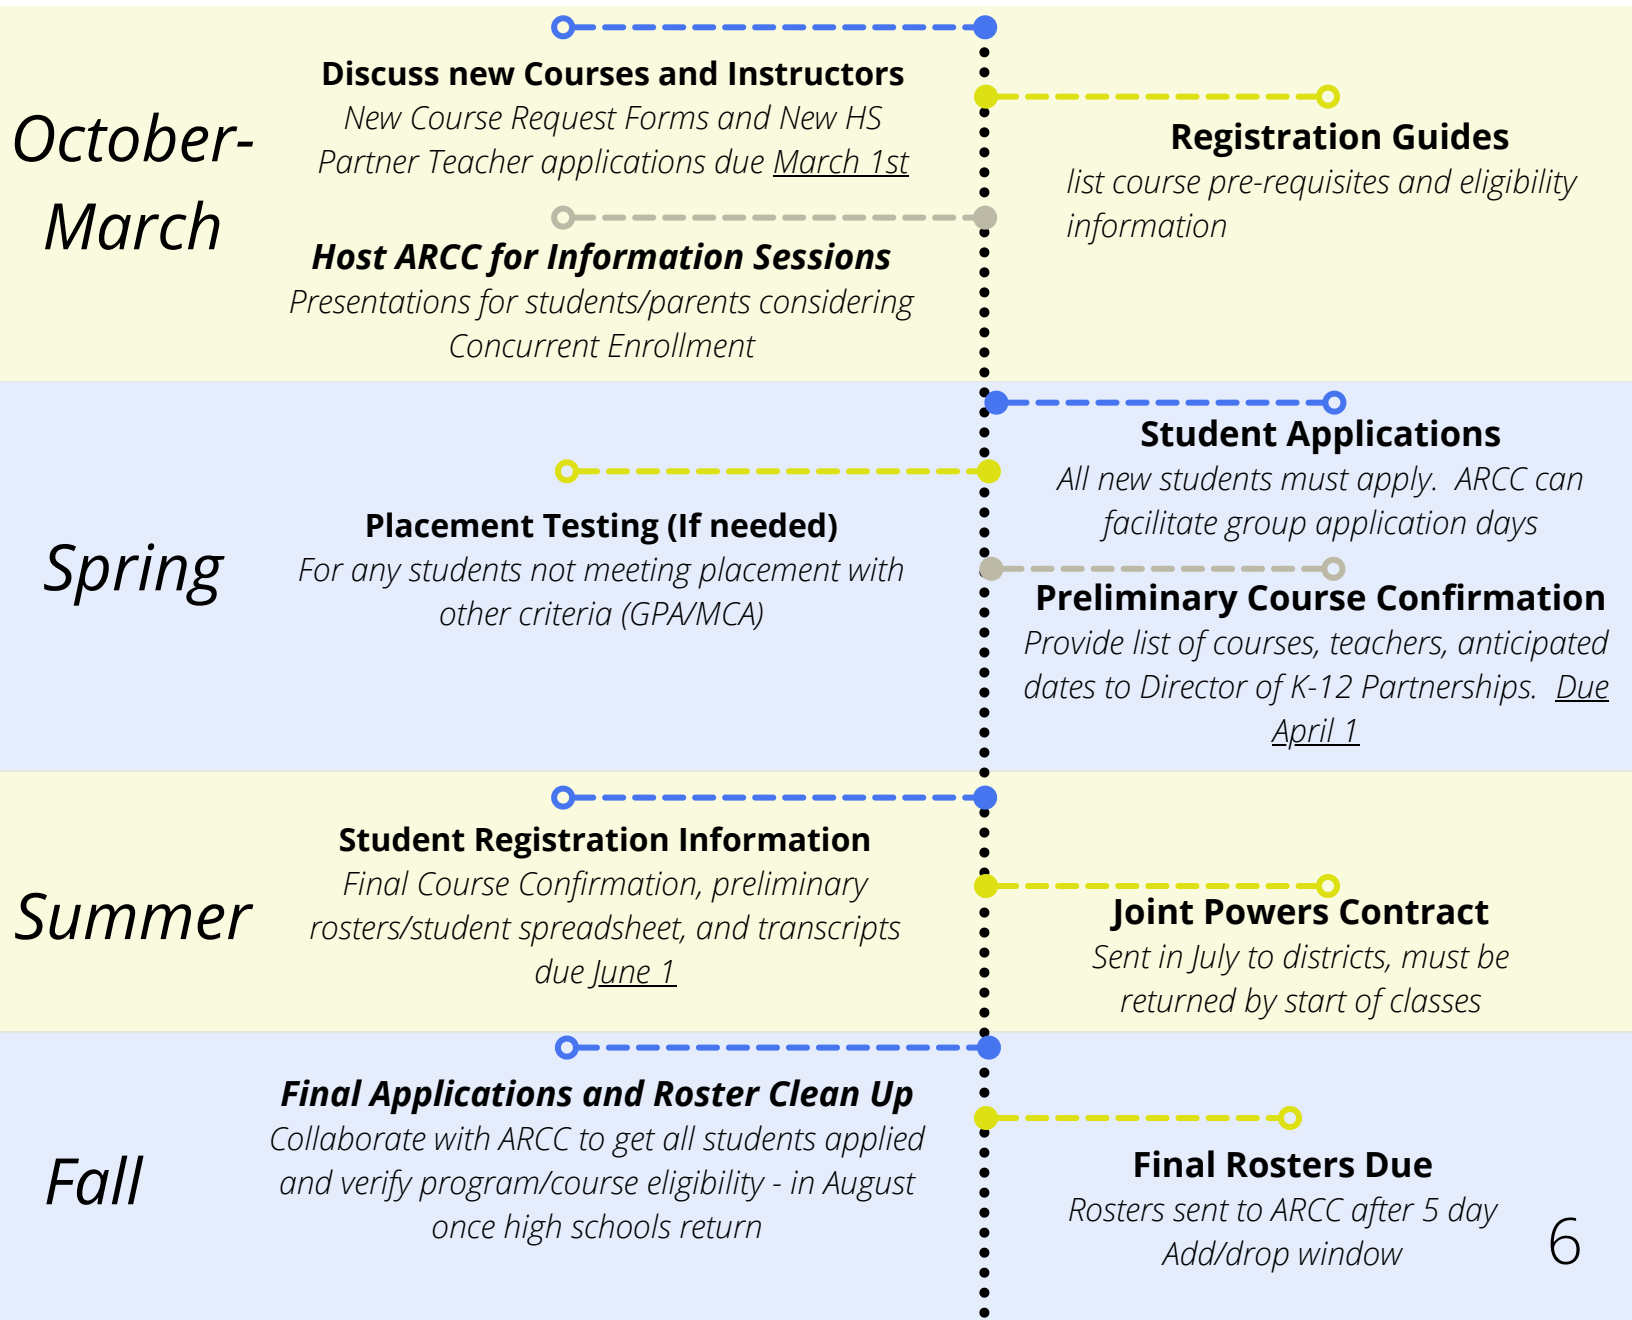 October-
March
Discuss new Courses and Instructors
New Course Request Forms and New HS
Partner Teacher applications due March 1st
Registration Guides
list course pre-requisites and eligibility
information
Host ARCC for Information Sessions
Presentations for students/parents considering
Concurrent Enrollment
Spring
Student Applications
All new students must apply.  ARCC can
facilitate group application days
Placement Testing (If needed)
For any students not meeting placement with
other criteria (GPA/MCA)
Preliminary Course Confirmation
Provide list of courses, teachers, anticipated
dates to Director of K-12 Partnerships.  Due
April 1
Summer
Student Registration Information
Final Course Confirmation, preliminary
rosters/student spreadsheet, and transcripts
due June 1
Joint Powers Contract
Sent in July to districts, must be
returned by start of classes
Fall
Final Applications and Roster Clean Up
Collaborate with ARCC to get all students applied
and verify program/course eligibility - in August
once high schools return
Final Rosters Due
Rosters sent to ARCC after 5 day
Add/drop window
6